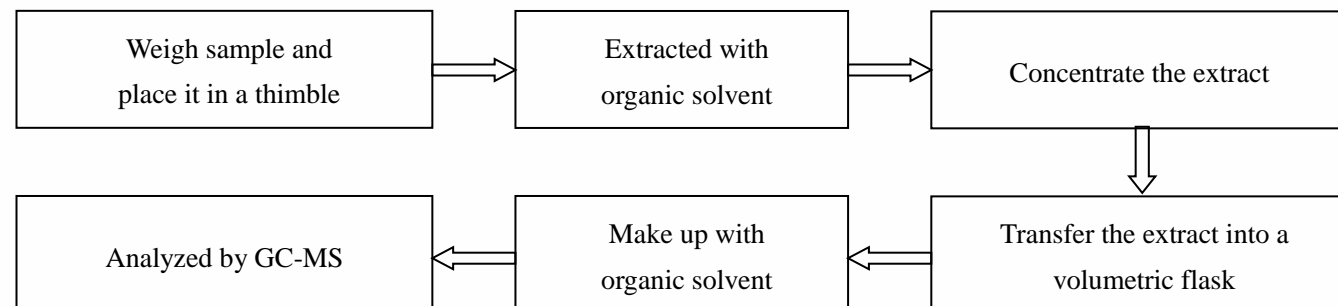 Weigh sample and
place it in a thimble
Extracted with
organic solvent
Concentrate the extract
Transfer the extract into a
volumetric flask
Make up with
organic solvent
Analyzed by GC-MS